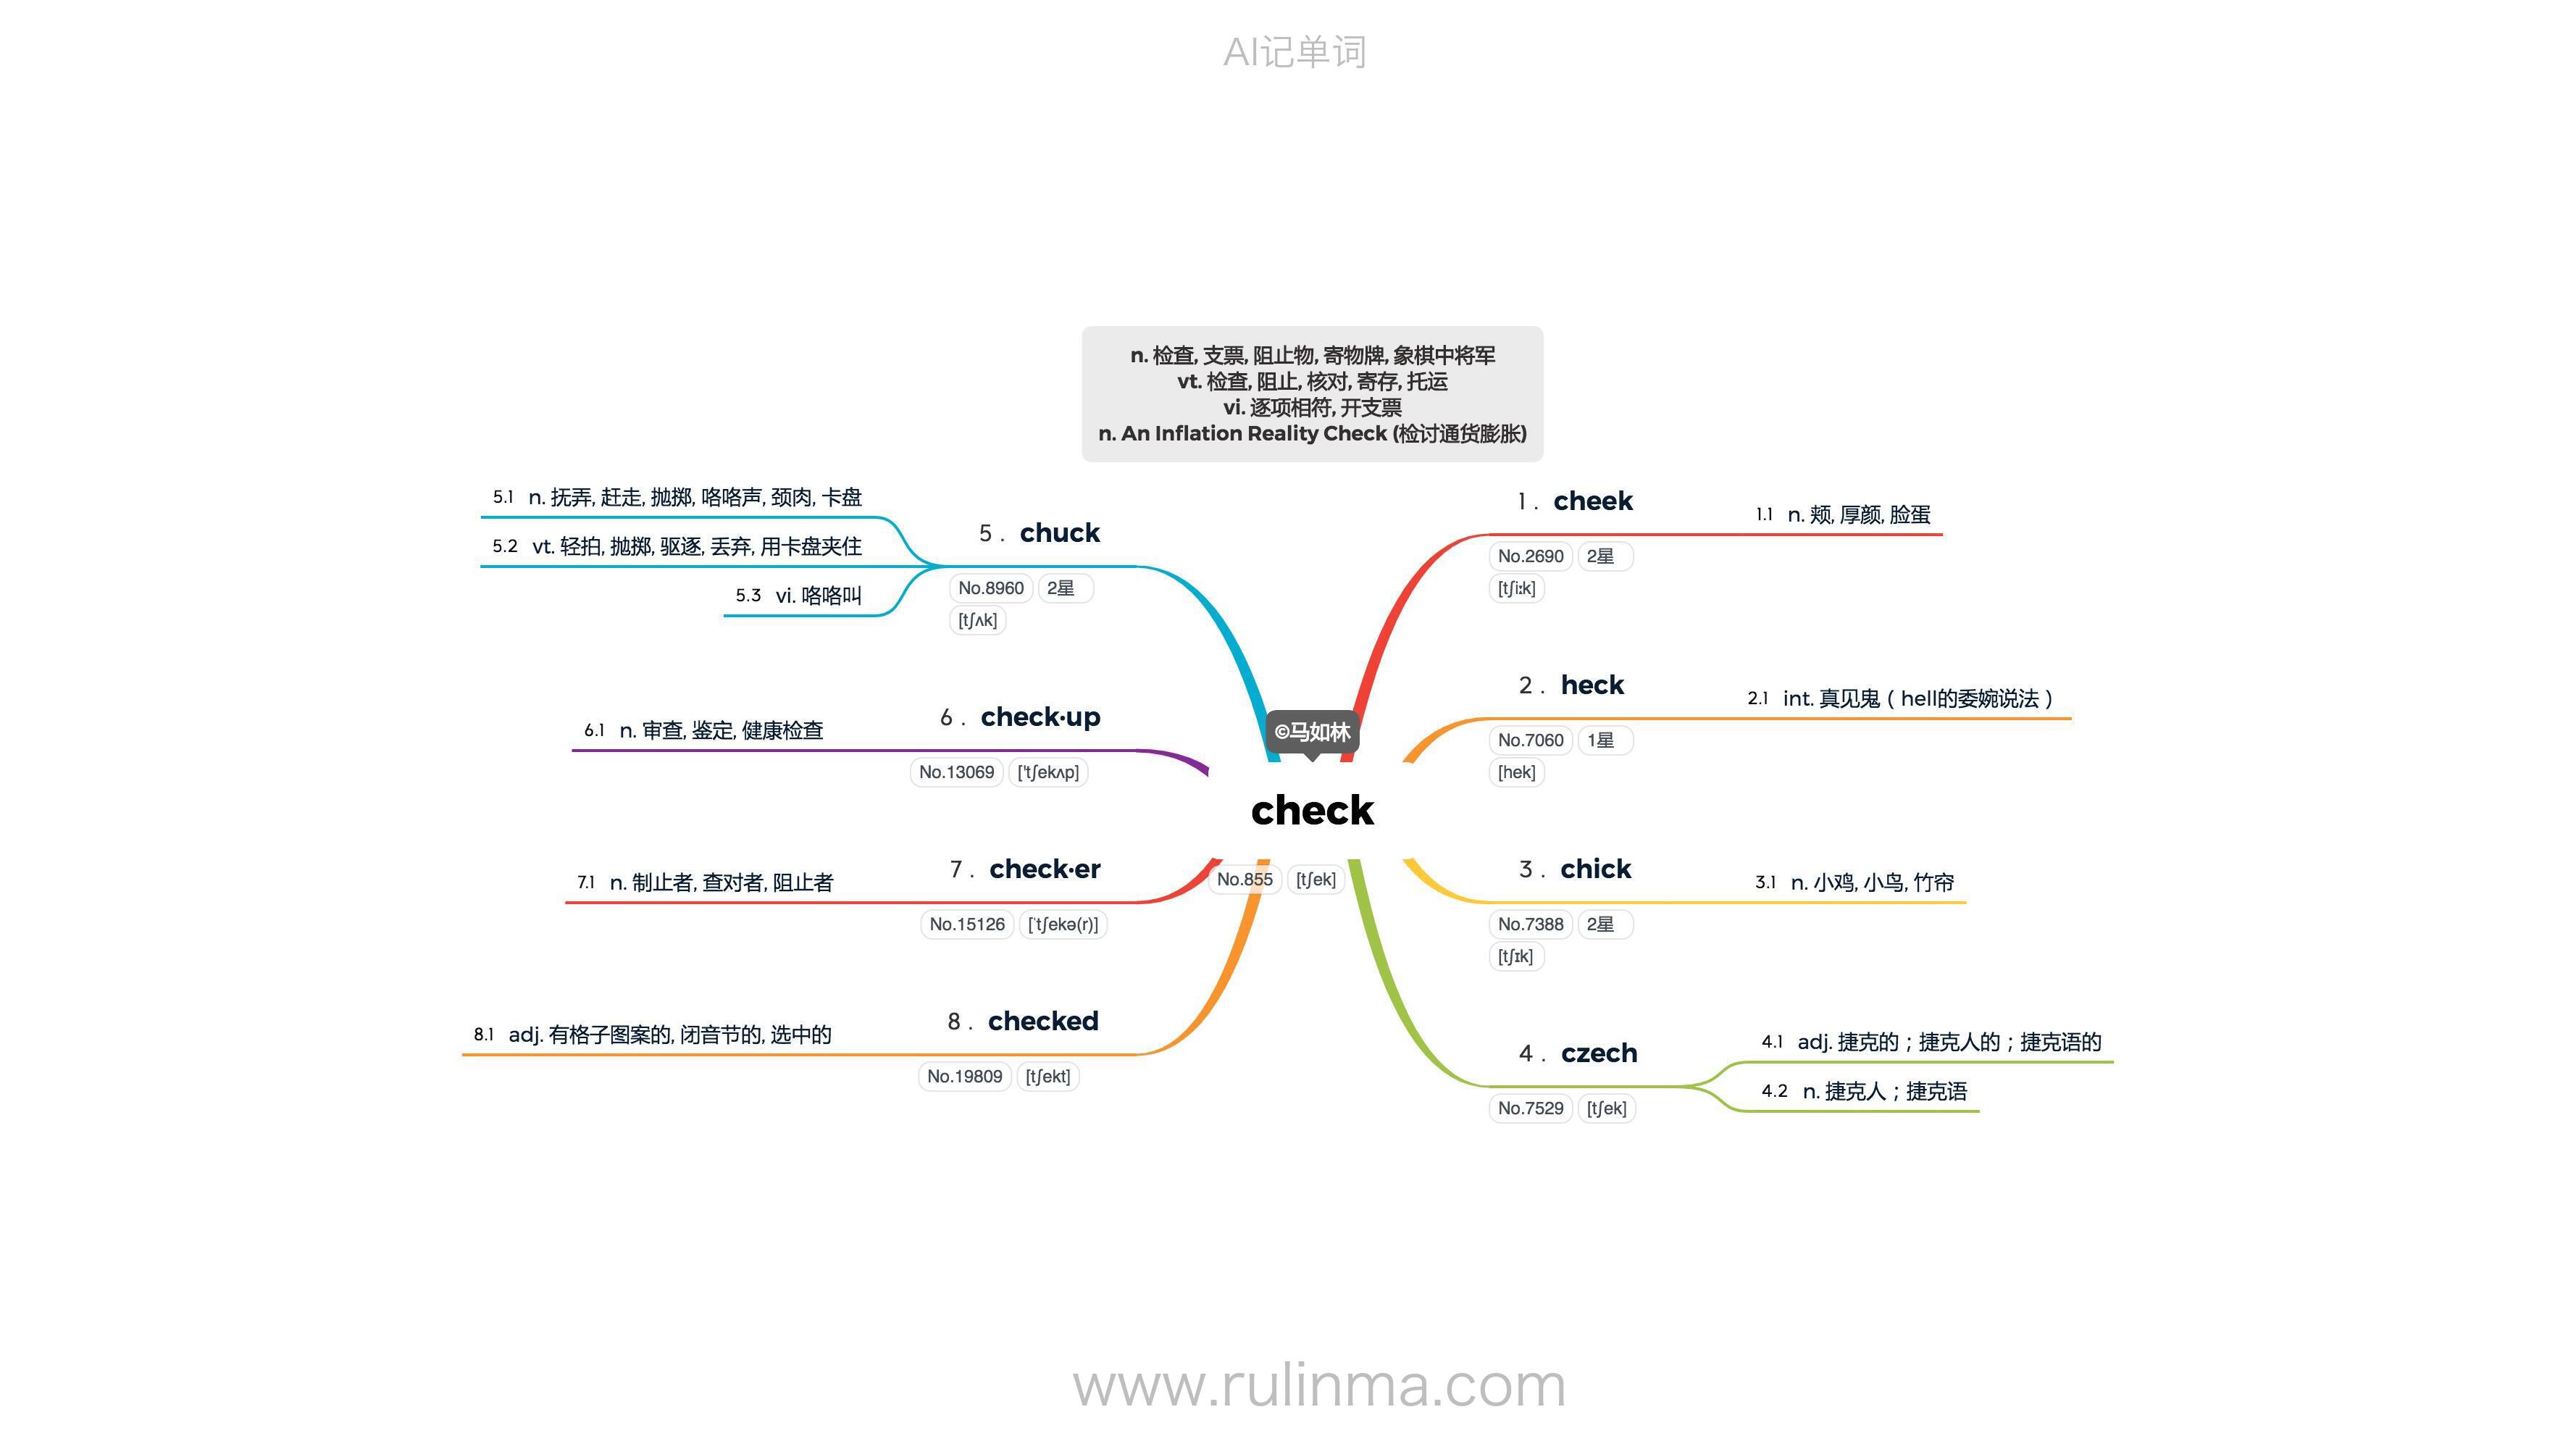 AI记单词
n. 检查, 支票, 阻止物, 寄物牌, 象棋中将军
vt. 检查, 阻止, 核对, 寄存, 托运
vi. 逐项相符, 开支票
n. An Inflation Reality Check (检讨通货膨胀)
©马如林
check
No.855 [tʃek]
1 . cheek
No.2690 2星
[tʃiːk]
1.1 n. 颊, 厚颜, 脸蛋
2 . heck
No.7060 1星
[hek]
2.1 int. 真见鬼（hell的委婉说法）
3 . chick
No.7388 2星
[tʃɪk]
3.1 n. 小鸡, 小鸟, 竹帘
4 . czech
No.7529 [tʃek]
4.1 adj. 捷克的；捷克人的；捷克语的
4.2 n. 捷克人；捷克语
5 . chuck
No.8960 2星
[tʃʌk]
5.1 n. 抚弄, 赶走, 抛掷, 咯咯声, 颈肉, 卡盘
5.2 vt. 轻拍, 抛掷, 驱逐, 丢弃, 用卡盘夹住
5.3 vi. 咯咯叫
6 . check·up
No.13069 ['tʃekʌp]
6.1 n. 审查, 鉴定, 健康检查
7 . check·er
No.15126 ['tʃekə(r)]
7.1 n. 制止者, 查对者, 阻止者
8 . checked
No.19809 [tʃekt]
8.1 adj. 有格子图案的, 闭音节的, 选中的
www.rulinma.com